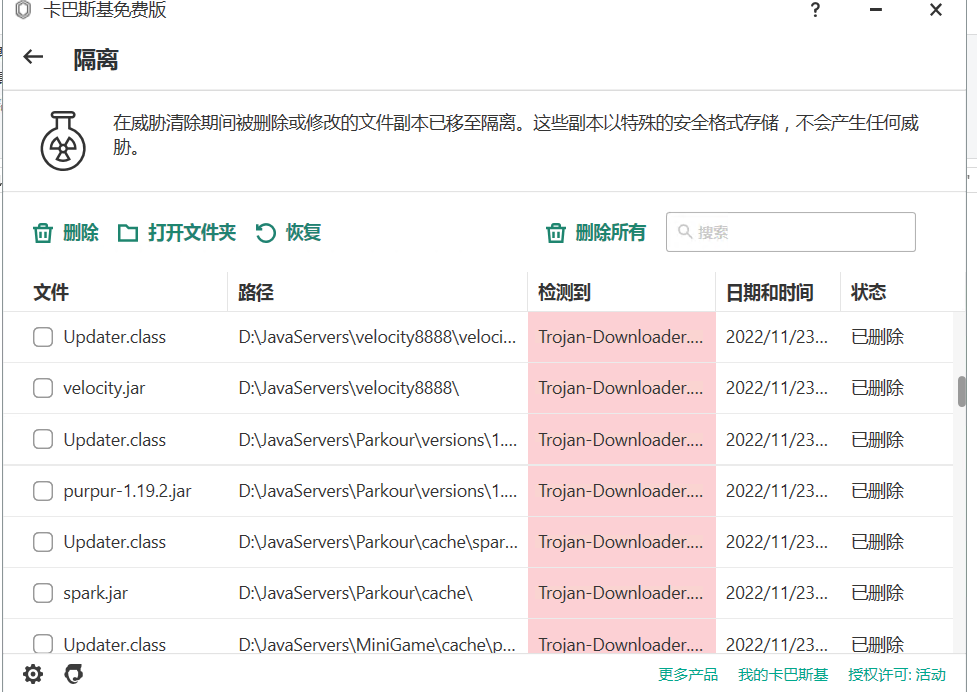 卡巴斯基免费版
?
隔离
在威胁清除期间被删除或修改的文件副本已移至隔离。这些副本以特殊的安全格式存储，不会产生任何威
胁。
删除 打开文件夹 恢复 删除所有 搜索
文件 路径 检测到 日期和时间 状态
Updater.class D:\JavaServers\velocity8888\veloci... Trojan-Downloader.... 2022/11/23... 已删除
velocity.jar D:\JavaServers\velocity8888\ Trojan-Downloader.... 2022/11/23... 已删除
Updater.class D:\JavaServers\Parkour\versions\1.... Trojan-Downloader.... 2022/11/23... 已删除
purpur-1.19.2.jar D:\JavaServers\Parkour\versions\1.... Trojan-Downloader.... 2022/11/23... 已删除
Updater.class D:\JavaServers\Parkour\cache\spar... Trojan-Downloader.... 2022/11/23... 已删除
spark.jar D:\JavaServers\Parkour\cache\ Trojan-Downloader.... 2022/11/23... 已删除
Updater.class D:\JavaServers\MiniGame\cache\p... Trojan-Downloader.... 2022/11/23... 已删除
更多产品 我的卡巴斯基 授权许可: 活动